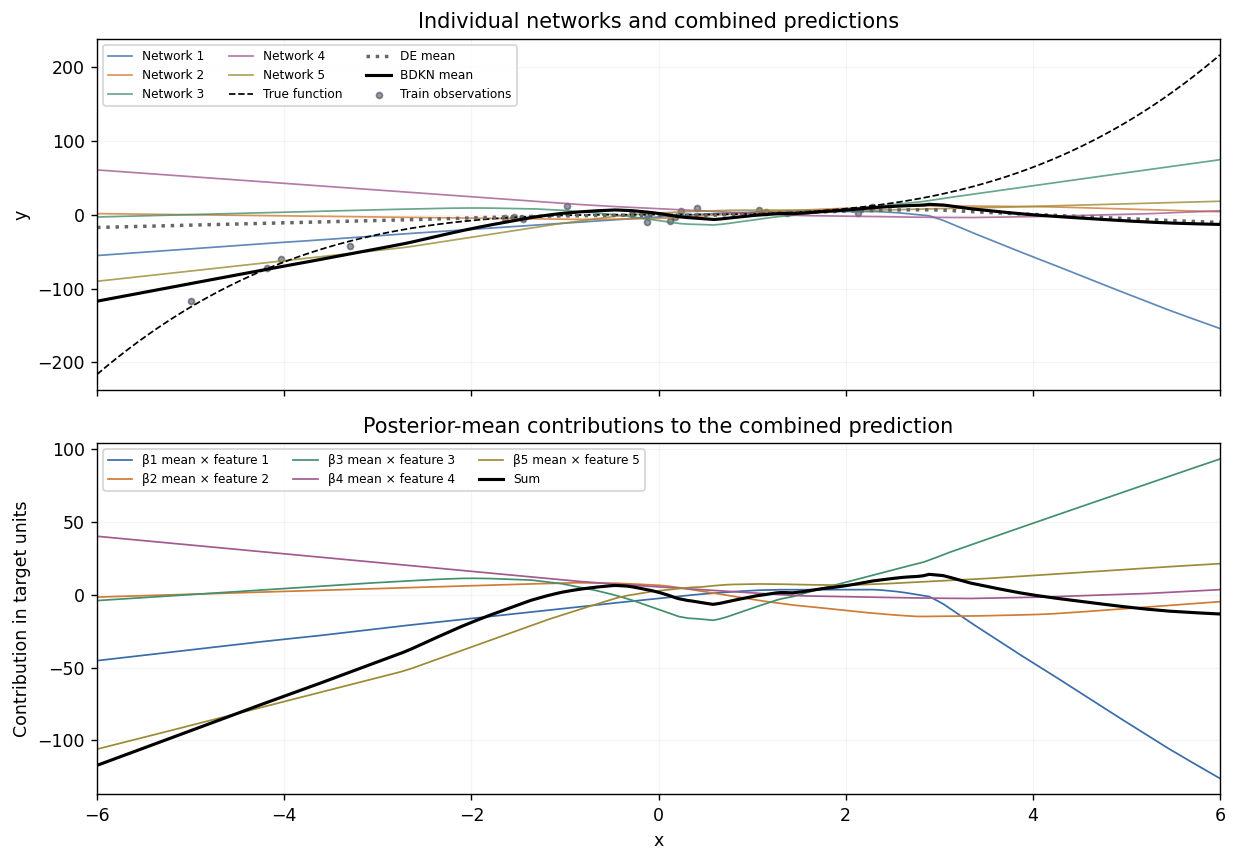 Individual networks and combined predictions
Network 1
Network 2
Network 3
Network 4
Network 5
True function
DE mean
BDKN mean
Train observations
200
100
0
−100
−200
y
Posterior-mean contributions to the combined prediction
β1 mean × feature 1
β2 mean × feature 2
β3 mean × feature 3
β4 mean × feature 4
β5 mean × feature 5
Sum
100
50
0
−50
−100
Contribution in target units
−6
−4
−2
0
2
4
6
x